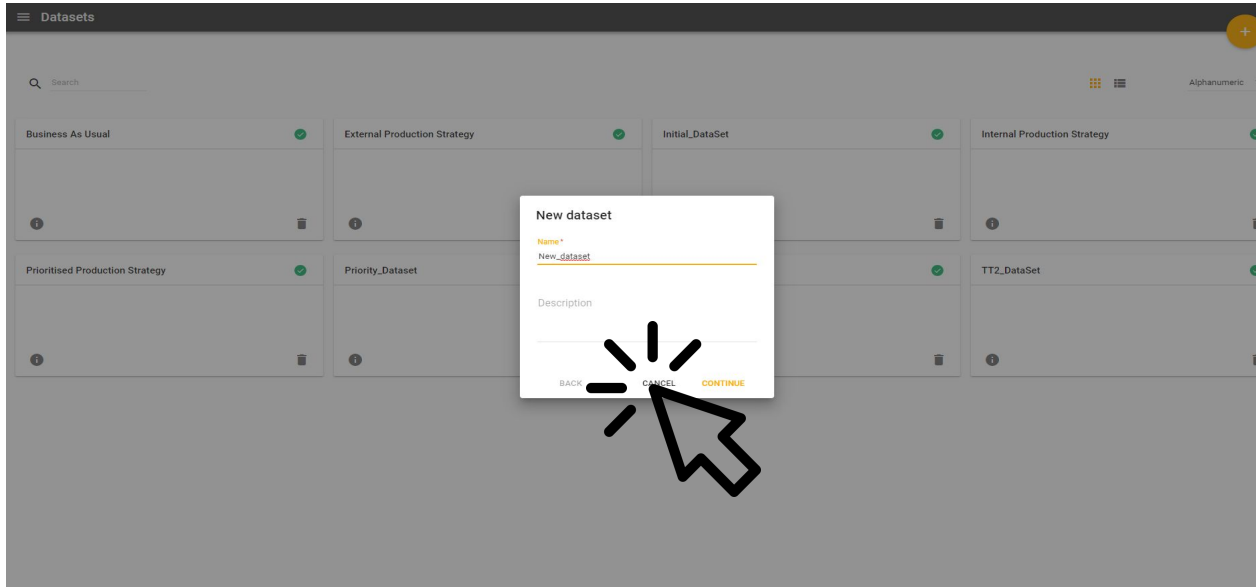 Datasets
Search
Alphanumeric
Business As Usual
External Production Strategy
Initial_DataSet
Internal Production Strategy
New dataset
Name*
New_dataset
Prioritised Production Strategy
Priority_Dataset
TT2_DataSet
Description
BACK
CANCEL
CONTINUE